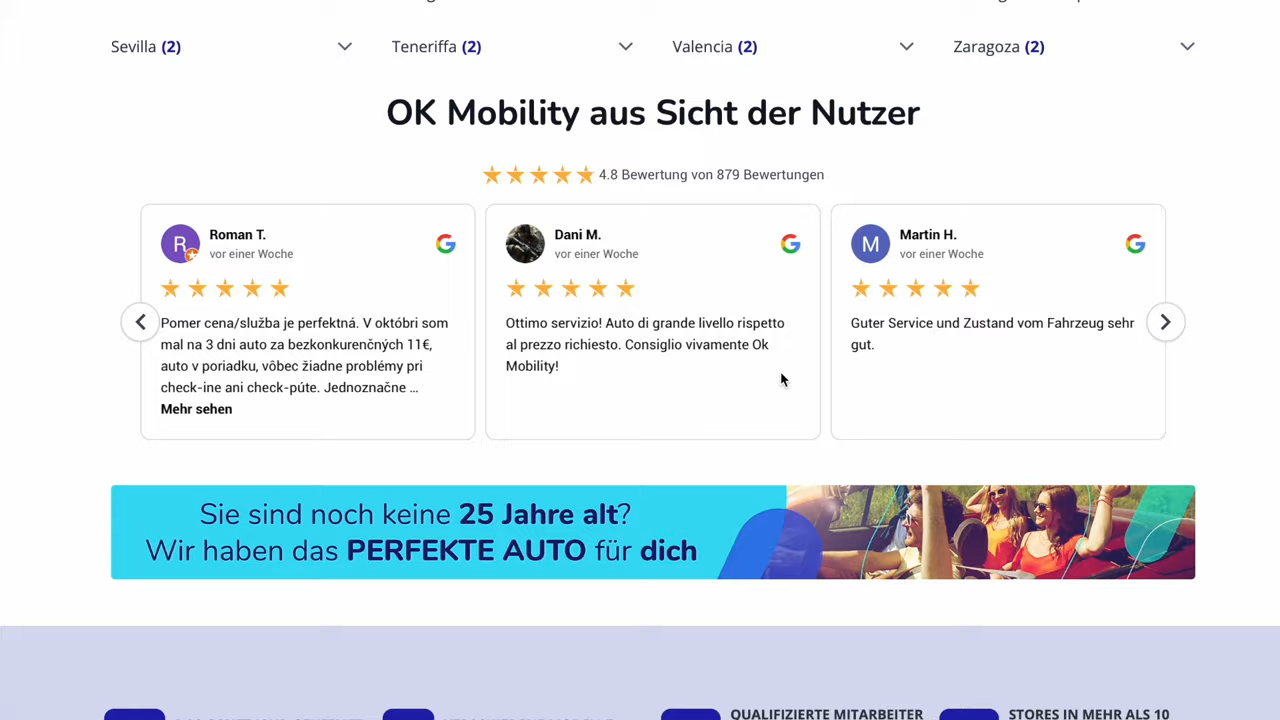 Sevilla (2)
Teneriffa (2)
Valencia (2)
Zaragoza (2)
OK Mobility aus Sicht der Nutzer
4.8 Bewertung von 879 Bewertungen
R
Roman T.
vor einer Woche
Pomer cena/služba je perfektná. V októbri som
mal na 3 dni auto za bezkonkurenčných 11€,
auto v poriadku, vôbec žiadne problémy pri
check-ine ani check-púte. Jednoznačne ...
Mehr sehen
Dani M.
vor einer Woche
Ottimo servizio! Auto di grande livello rispetto
al prezzo richiesto. Consiglio vivamente Ok
Mobility!
M
Martin H.
vor einer Woche
Guter Service und Zustand vom Fahrzeug sehr
gut.
Sie sind noch keine 25 Jahre alt?
Wir haben das PERFEKTE AUTO für dich
QUALIFIZIERTE MITARBEITER
STORES IN MEHR ALS 10